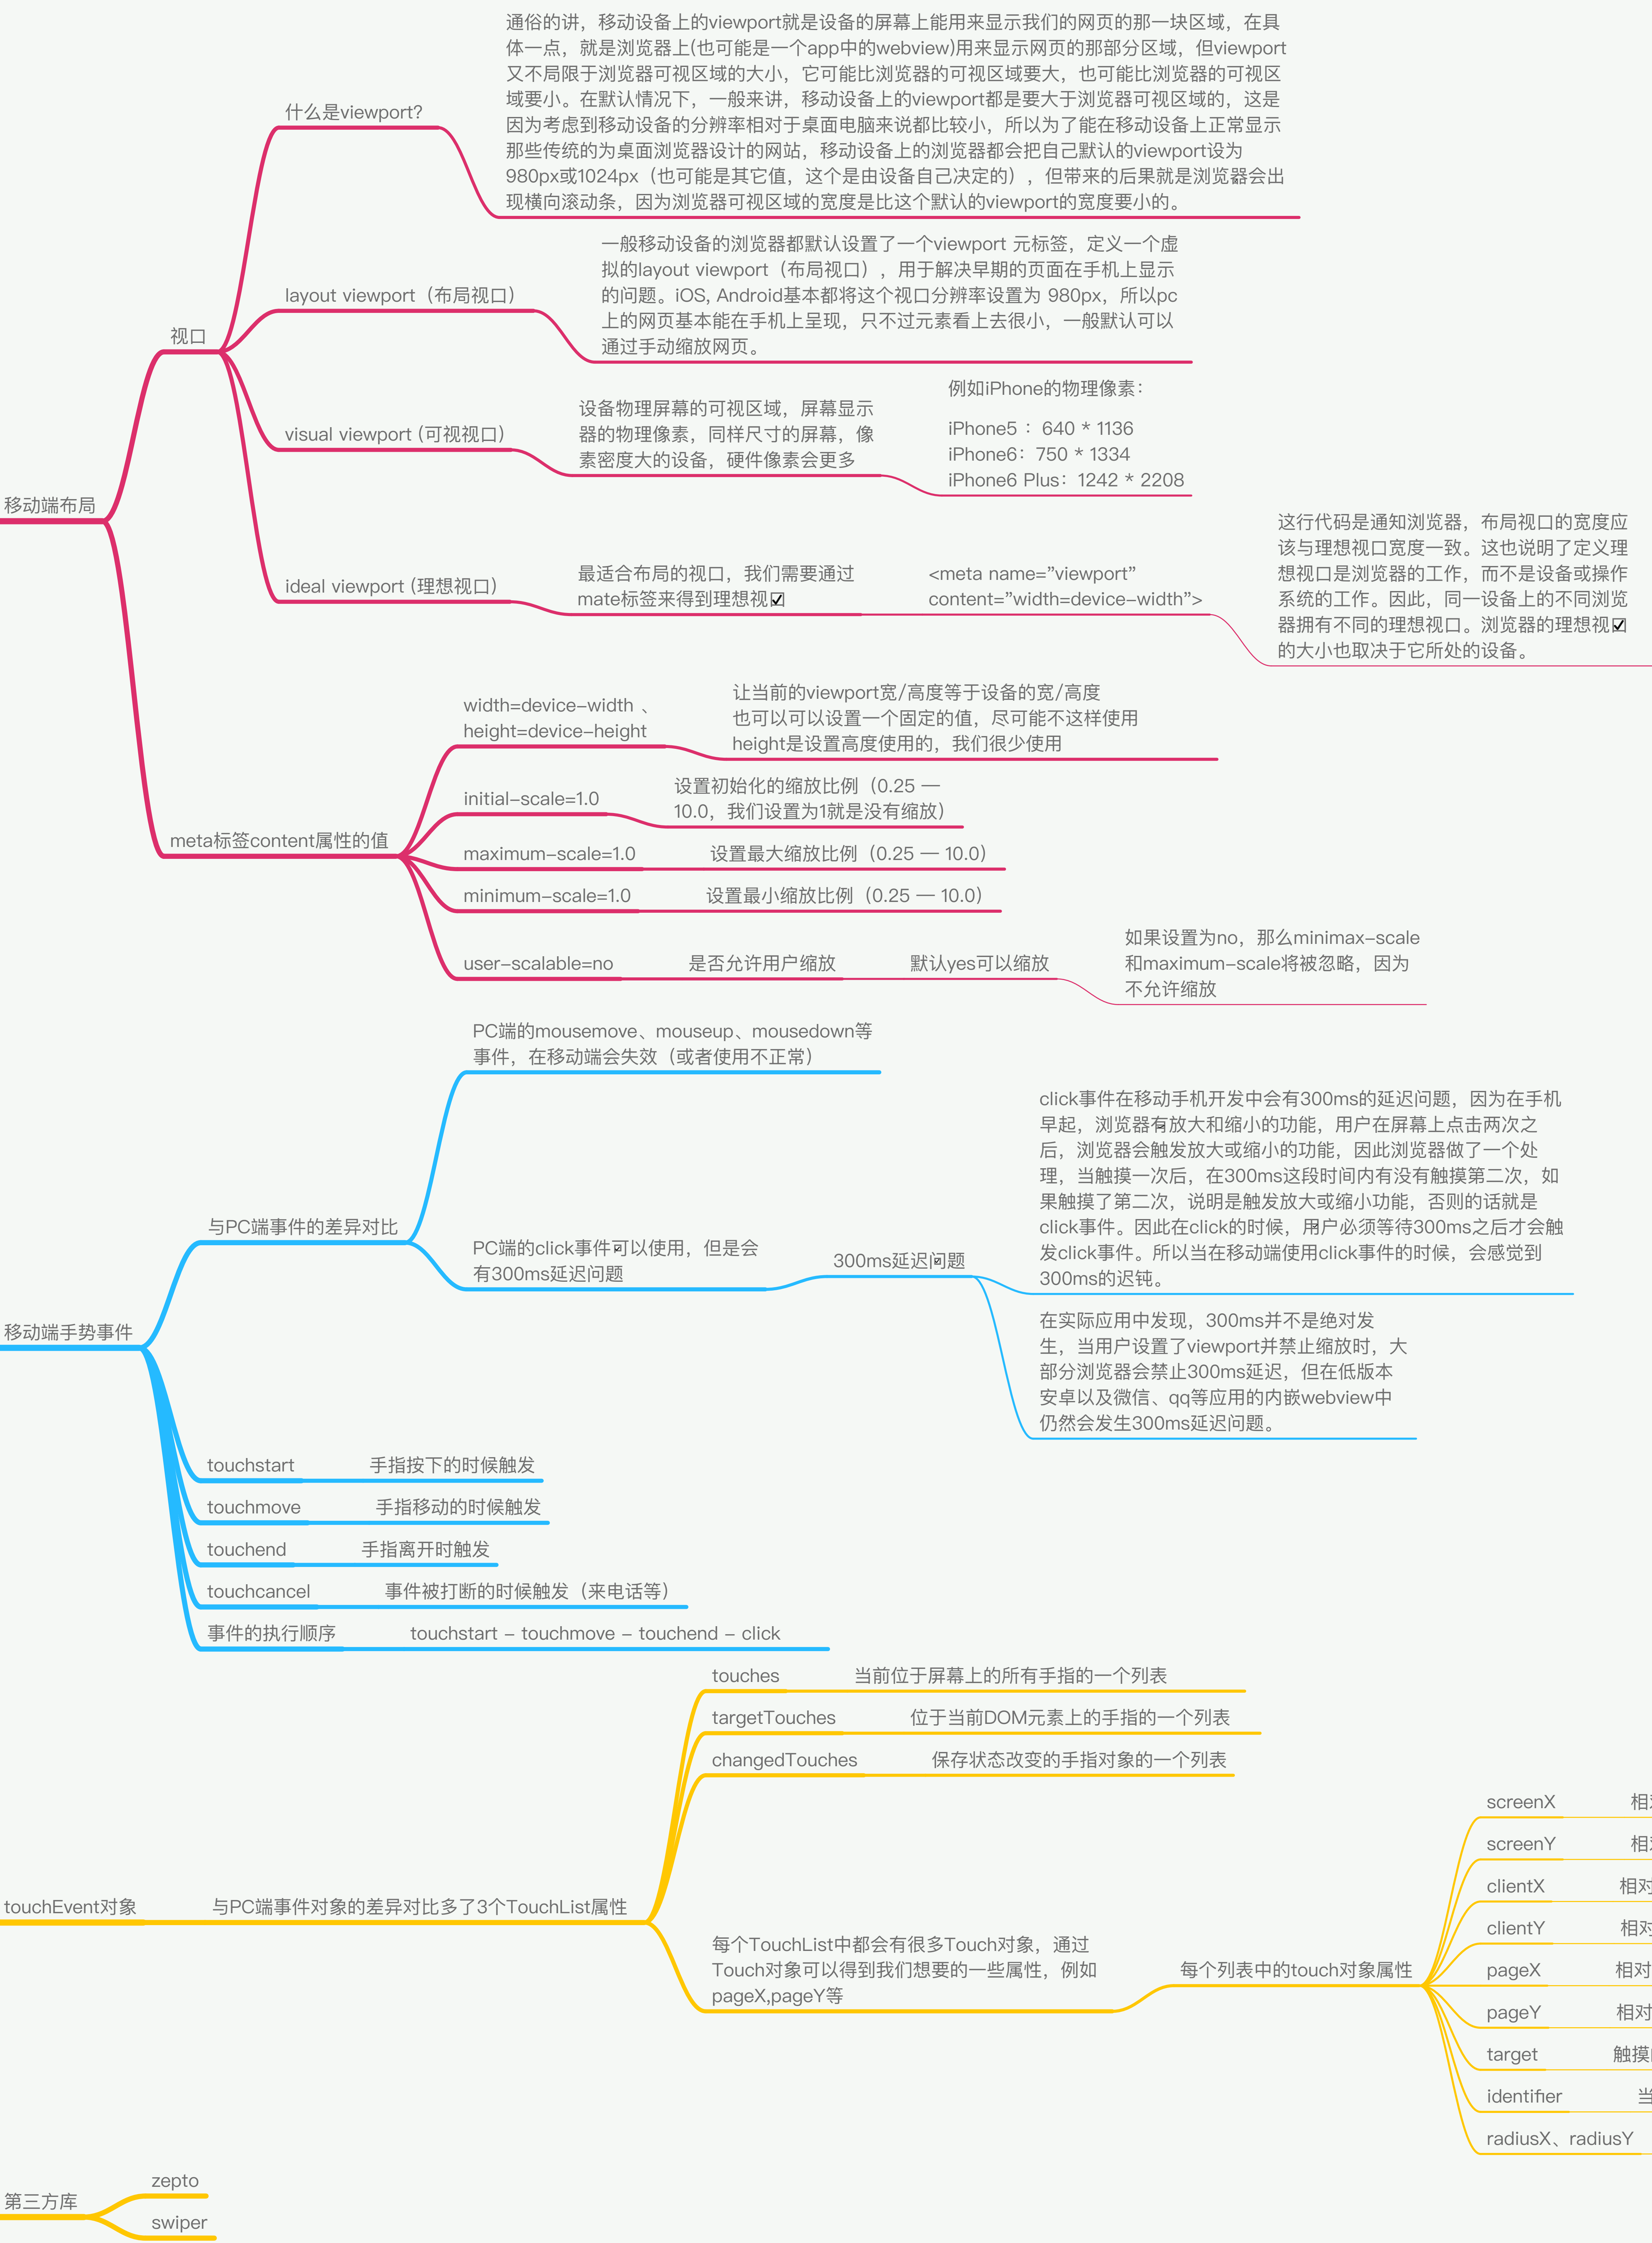 通俗的讲，移动设备上的viewport就是设备的屏幕上能用来显示我们的网页的那一块区域，在具
体一点，就是浏览器上(也可能是一个app中的webview)用来显示网页的那部分区域，但viewport
又不局限于浏览器可视区域的大小，它可能比浏览器的可视区域要大，也可能比浏览器的可视区
域要小。在默认情况下，一般来讲，移动设备上的viewport都是要大于浏览器可视区域的，这是
因为考虑到移动设备的分辨率相对于桌面电脑来说都比较小，所以为了能在移动设备上正常显示
那些传统的为桌面浏览器设计的网站，移动设备上的浏览器都会把自己默认的viewport设为
980px或1024px（也可能是其它值，这个是由设备自己决定的），但带来的后果就是浏览器会出
现横向滚动条，因为浏览器可视区域的宽度是比这个默认的viewport的宽度要小的。
什么是viewport?
一般移动设备的浏览器都默认设置了一个viewport 元标签，定义一个虚
拟的layout viewport（布局视口），用于解决早期的页面在手机上显示
的问题。iOS, Android基本都将这个视口分辨率设置为 980px，所以pc
上的网页基本能在手机上呈现，只不过元素看上去很小，一般默认可以
通过手动缩放网页。
layout viewport（布局视口）
视口
例如iPhone的物理像素：
iPhone5 ：640 * 1136
iPhone6：750 * 1334
iPhone6 Plus：1242 * 2208
设备物理屏幕的可视区域，屏幕显示
器的物理像素，同样尺寸的屏幕，像
素密度大的设备，硬件像素会更多
visual viewport (可视视口)
移动端布局
这行代码是通知浏览器，布局视口的宽度应
该与理想视口宽度一致。这也说明了定义理
想视口是浏览器的工作，而不是设备或操作
系统的工作。因此，同一设备上的不同浏览
器拥有不同的理想视口。浏览器的理想视☑
的大小也取决于它所处的设备。
<meta name=”viewport”
content=”width=device-width”>
最适合布局的视口，我们需要通过
mate标签来得到理想视☑
ideal viewport (理想视口)
width=device-width 、
height=device-height
让当前的viewport宽/高度等于设备的宽/高度
也可以可以设置一个固定的值，尽可能不这样使用
height是设置高度使用的，我们很少使用
initial-scale=1.0
设置初始化的缩放比例（0.25 —
10.0，我们设置为1就是没有缩放）
meta标签content属性的值
maximum-scale=1.0
设置最大缩放比例（0.25 — 10.0）
minimum-scale=1.0
设置最小缩放比例（0.25 — 10.0）
user-scalable=no
是否允许用户缩放
默认yes可以缩放
如果设置为no，那么minimax-scale
和maximum-scale将被忽略，因为
不允许缩放
PC端的mousemove、mouseup、mousedown等
事件，在移动端会失效（或者使用不正常）
click事件在移动手机开发中会有300ms的延迟问题，因为在手机
早起，浏览器有放大和缩小的功能，用户在屏幕上点击两次之
后，浏览器会触发放大或缩小的功能，因此浏览器做了一个处
理，当触摸一次后，在300ms这段时间内有没有触摸第二次，如
果触摸了第二次，说明是触发放大或缩小功能，否则的话就是
click事件。因此在click的时候，用户必须等待300ms之后才会触
发click事件。所以当在移动端使用click事件的时候，会感觉到
300ms的迟钝。
与PC端事件的差异对比
PC端的click事件可以使用，但是会
有300ms延迟问题
300ms延迟问题
在实际应用中发现，300ms并不是绝对发
生，当用户设置了viewport并禁止缩放时，大
部分浏览器会禁止300ms延迟，但在低版本
安卓以及微信、qq等应用的内嵌webview中
仍然会发生300ms延迟问题。
移动端手势事件
touchstart
手指按下的时候触发
touchmove
手指移动的时候触发
touchend
手指离开时触发
touchcancel
事件被打断的时候触发（来电话等）
事件的执行顺序
touchstart - touchmove - touchend - click
touches
当前位于屏幕上的所有手指的一个列表
targetTouches
位于当前DOM元素上的手指的一个列表
changedTouches
保存状态改变的手指对象的一个列表
touchEvent对象
与PC端事件对象的差异对比多了3个TouchList属性
每个TouchList中都会有很多Touch对象，通过
Touch对象可以得到我们想要的一些属性，例如
pageX,pageY等
每个列表中的touch对象属性
screenX
相
screenY
相
clientX
相对
clientY
相对
pageX
相对
pageY
相对
target
触摸
identifier
当
radiusX、radiusY
第三方库
zepto
swiper